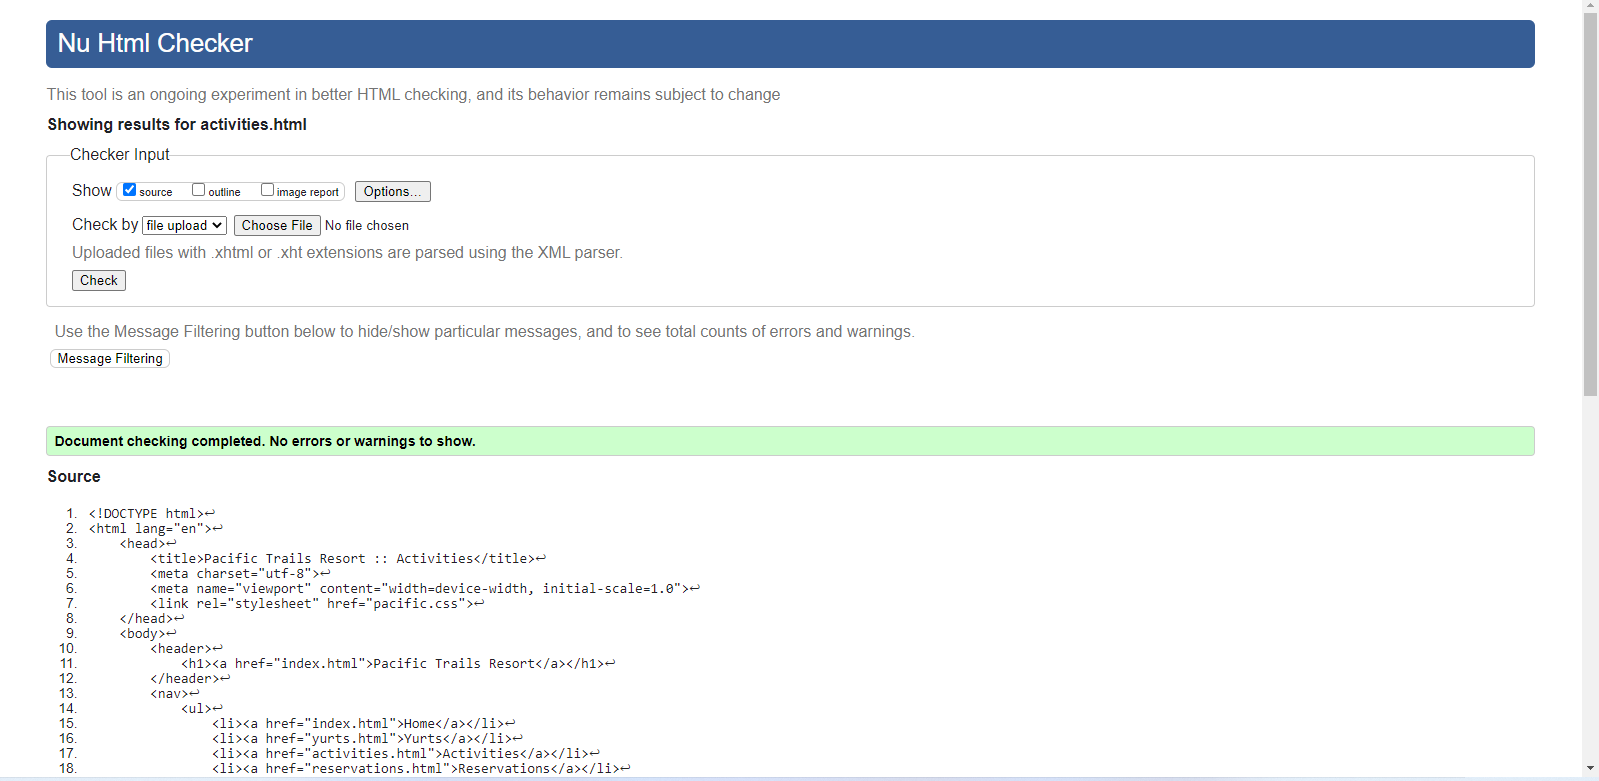 Nu Html Checker
This tool is an ongoing experiment in better HTML checking, and its behavior remains subject to change
Showing results for activities.html
Checker Input
Show source outline image report Options...
Check by file upload Choose File No file chosen
Uploaded files with .xhtml or .xht extensions are parsed using the XML parser.
Check
Use the Message Filtering button below to hide/show particular messages, and to see total counts of errors and warnings.
Message Filtering
Document checking completed. No errors or warnings to show.
Source
1. <!DOCTYPE html>↩
2. <html lang="en">↩
3.     <head>↩
4.         <title>Pacific Trails Resort :: Activities</title>↩
5.         <meta charset="utf-8">↩
6.         <meta name="viewport" content="width=device-width, initial-scale=1.0">↩
7.         <link rel="stylesheet" href="pacific.css">↩
8.     </head>↩
9.     <body>↩
10.         <header>↩
11.             <h1><a href="index.html">Pacific Trails Resort</a></h1>↩
12.         </header>↩
13.         <nav>↩
14.             <ul>↩
15.                 <li><a href="index.html">Home</a></li>↩
16.                 <li><a href="yurts.html">Yurts</a></li>↩
17.                 <li><a href="activities.html">Activities</a></li>↩
18.                 <li><a href="reservations.html">Reservations</a></li>↩